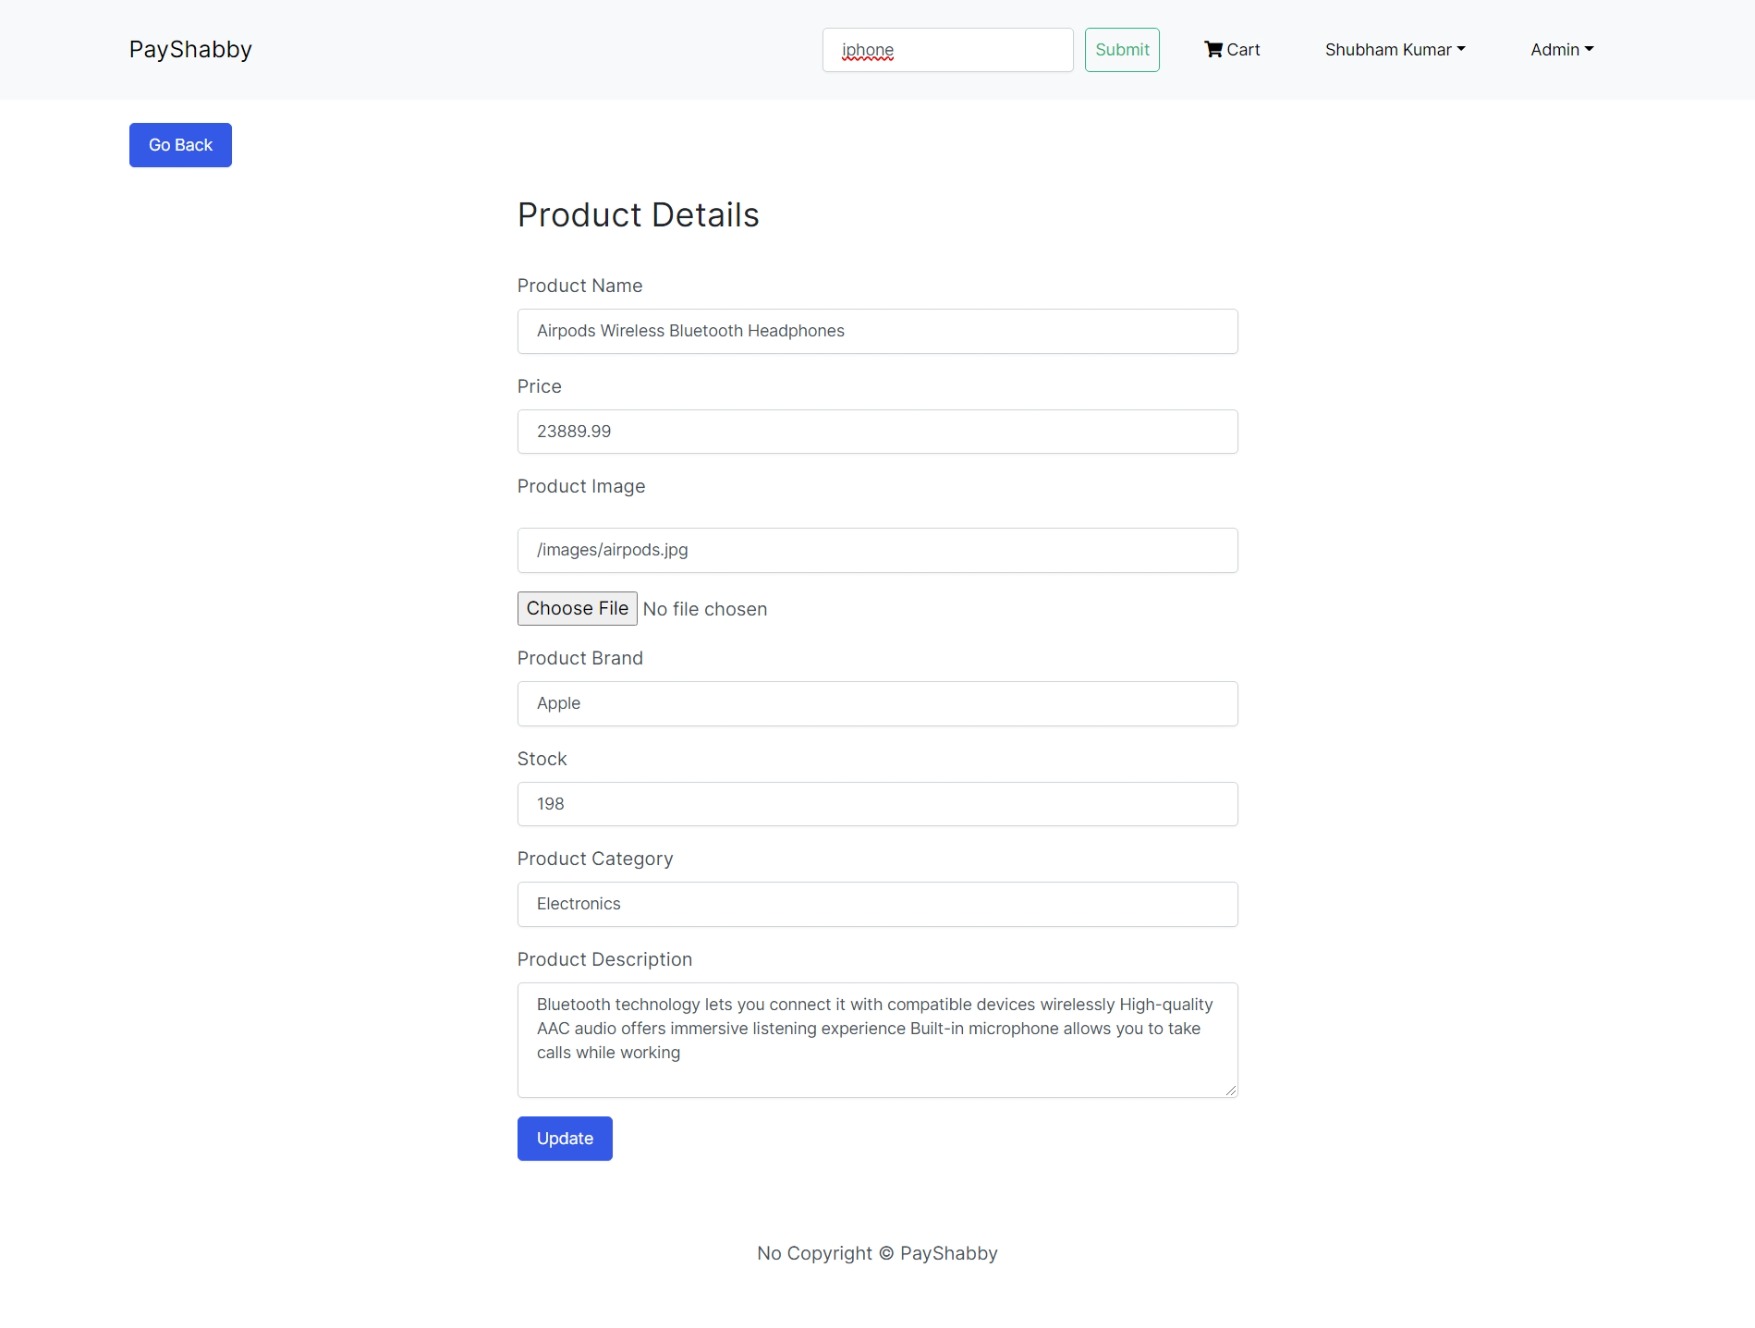 PayShabby
iphone
Submit
Cart
Shubham Kumar
Admin
Go Back
Product Details
Product Name
Airpods Wireless Bluetooth Headphones
Price
23889.99
Product Image
/images/airpods.jpg
Choose File No file chosen
Product Brand
Apple
Stock
198
Product Category
Electronics
Product Description
Bluetooth technology lets you connect it with compatible devices wirelessly High-quality
AAC audio offers immersive listening experience Built-in microphone allows you to take
calls while working
Update
No Copyright © PayShabby